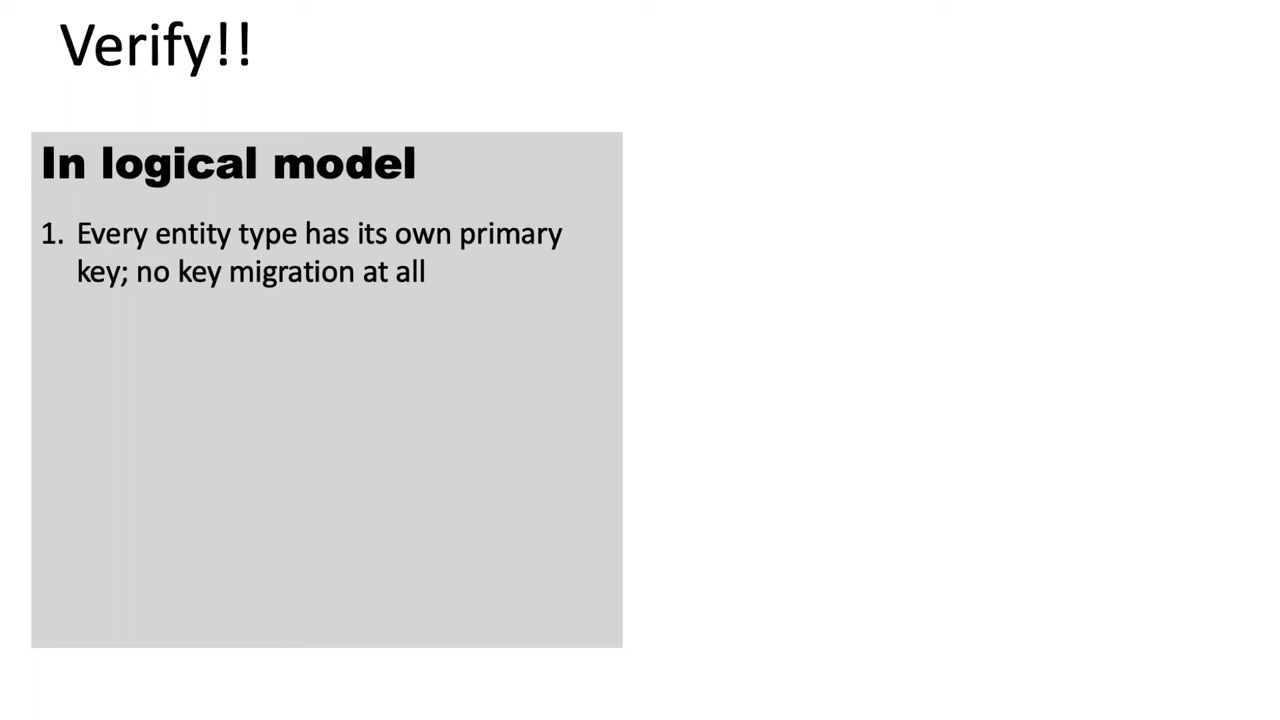 Verify!!
In logical model
1. Every entity type has its own primary
key; no key migration at all